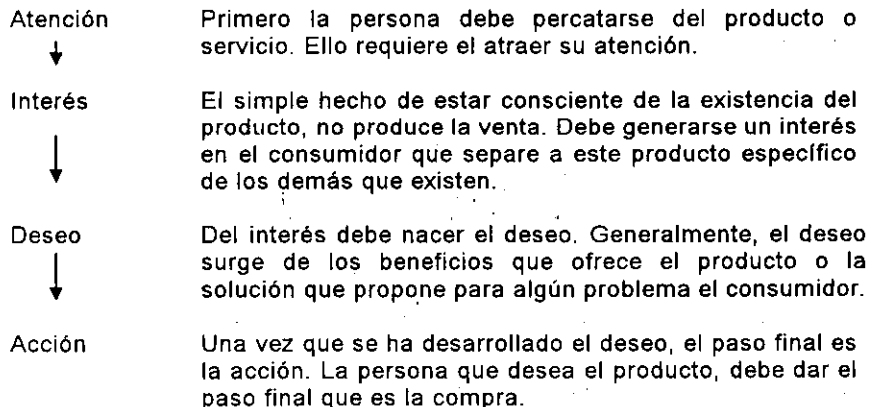 Atención Primero la persona debe percatarse del producto o
servicio. Ello requiere el atraer su atención.
Interés El simple hecho de estar consciente de la existencia del
producto, no produce la venta. Debe generarse un interés
en el consumidor que separe a este producto específico
de los demás que existen.
Deseo Del interés debe nacer el deseo. Generalmente, el deseo
surge de los beneficios que ofrece el producto o la
solución que propone para algún problema el consumidor.
Acción Una vez que se ha desarrollado el deseo, el paso final es
la acción. La persona que desea el producto, debe dar el
paso final que es la compra.